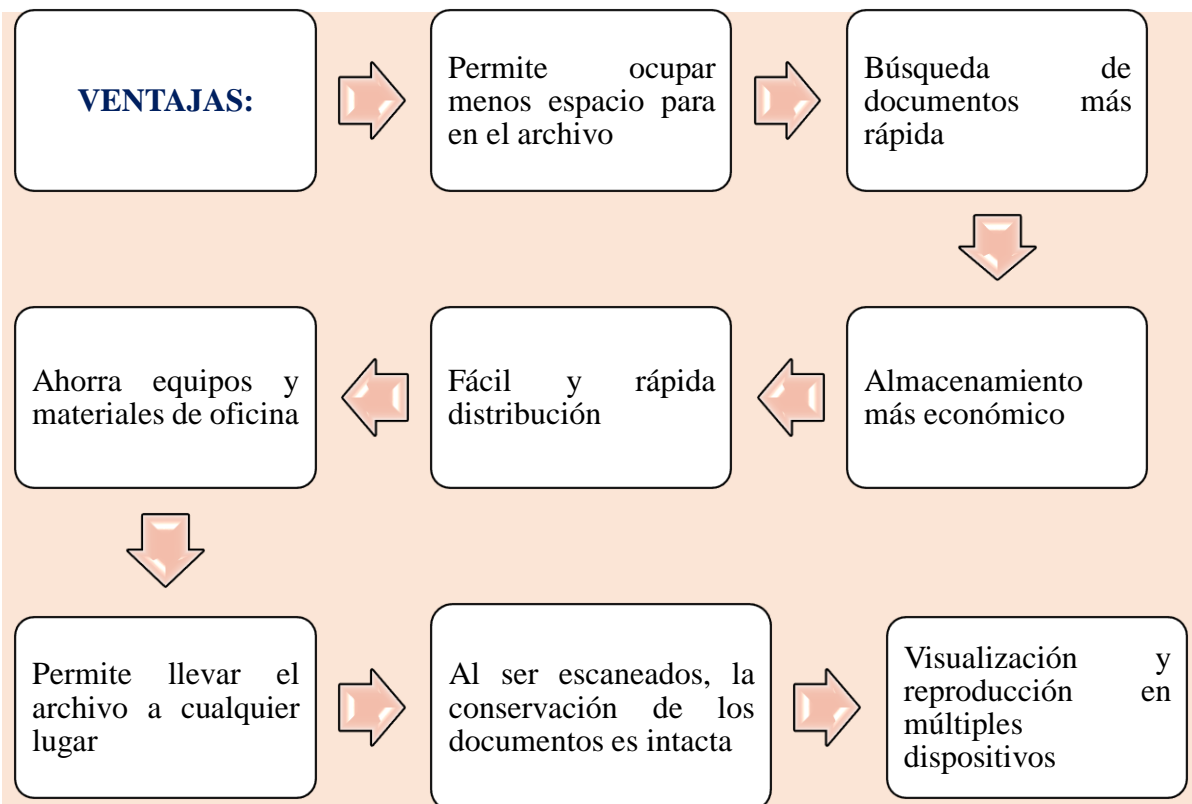 VENTAJAS:
Permite ocupar
menos espacio para
en el archivo
Búsqueda de
documentos más
rápida
Almacenamiento
más económico
Fácil y rápida
distribución
Ahorra equipos y
materiales de oficina
Permite llevar el
archivo a cualquier
lugar
Al ser escaneados, la
conservación de los
documentos es intacta
Visualización y
reproducción en
múltiples
dispositivos